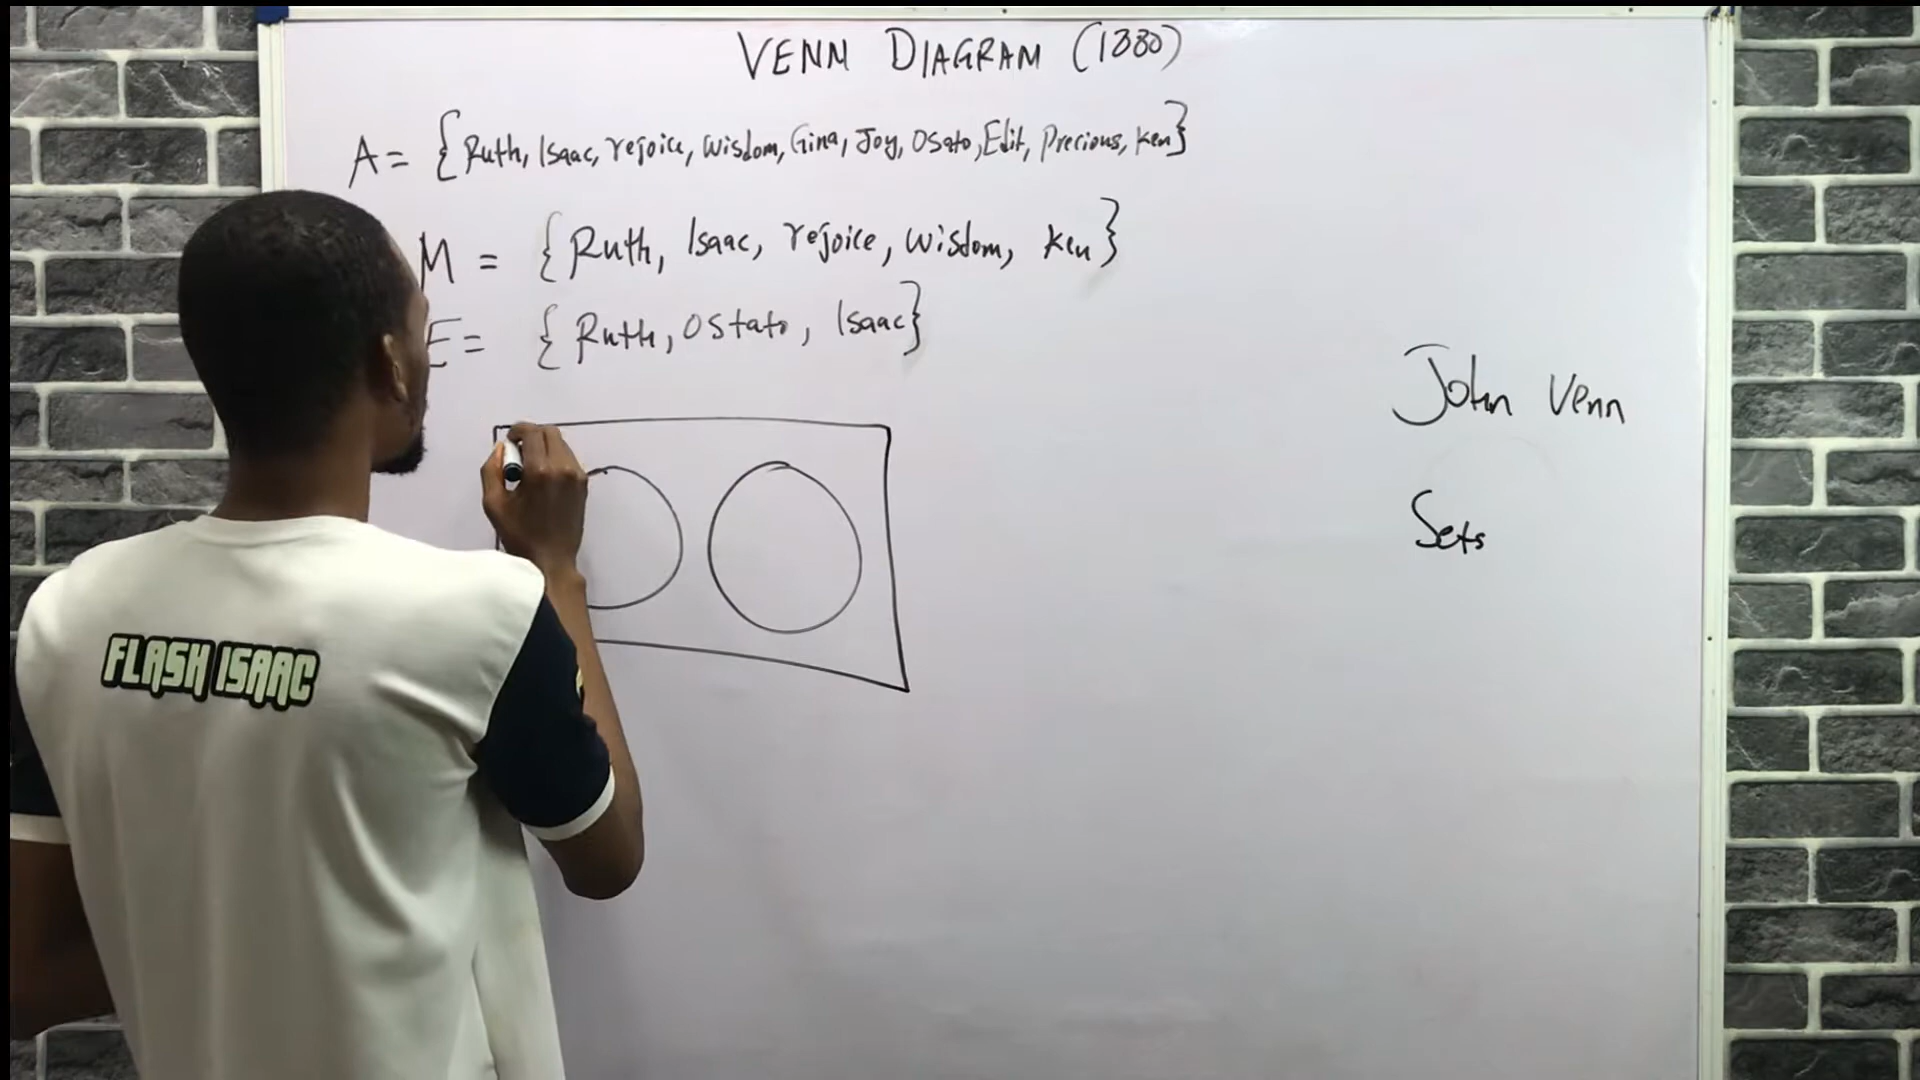 VENN DIAGRAM (1880)
A = {Ruth, Isaac, rejoice, Wisdom, Gina, Joy, Osato, Edit, Precious, Ken}
M = {Ruth, Isaac, rejoice, Wisdom, Ken}
E = {Ruth, Ostato, Isaac}
John Venn
Sets
FLASH ISAAC